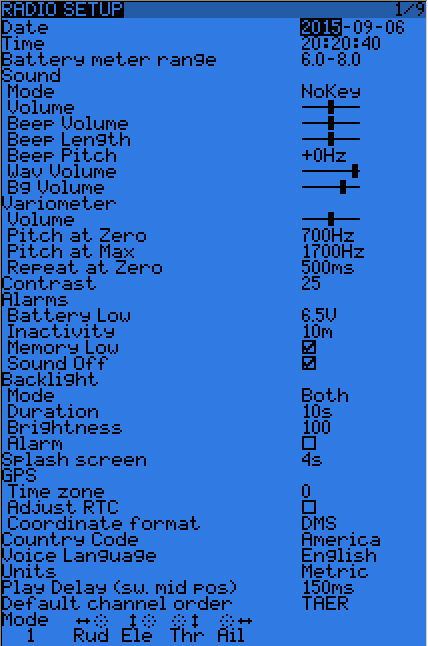 RADIO SETUP 1/9
Date 2015-09-06
Time 20:20:40
Battery meter range 6.0-8.0
Sound
Mode NoKey
Volume
Beep Volume
Beep Length
Beep Pitch +0Hz
Wav Volume
Bg Volume
Variometer
Volume
Pitch at Zero 700Hz
Pitch at Max 1700Hz
Repeat at Zero 500ms
Contrast 25
Alarms
Battery Low 6.5V
Inactivity 10m
Memory Low
Sound Off
Backlight
Mode Both
Duration 10s
Brightness 100
Alarm
Splash screen 4s
GPS
Time zone 0
Adjust RTC
Coordinate format DMS
Country Code America
Voice Language English
Units Metric
Play Delay (sw. mid pos) 150ms
Default channel order TAER
Mode
1 Rud Ele Thr Ail